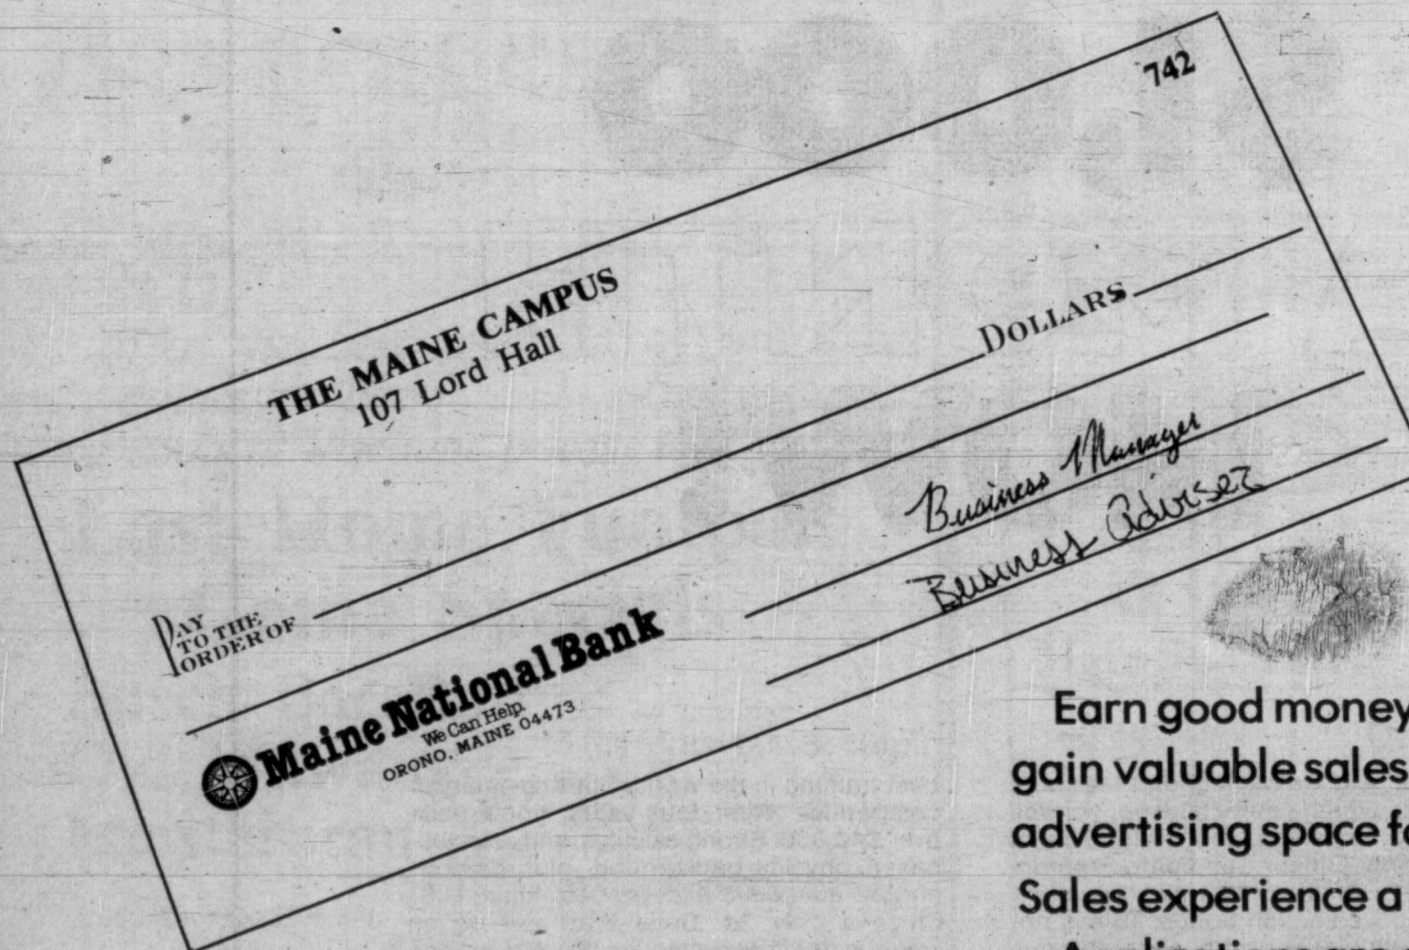 742
THE MAINE CAMPUS
107 Lord Hall
DOLLARS
PAY
TO THE
ORDER OF
Business Manager
Business Adviser
Maine National Bank
We Can Help.
ORONO, MAINE 04473
Earn good money
gain valuable sales
advertising space
Sales experience a